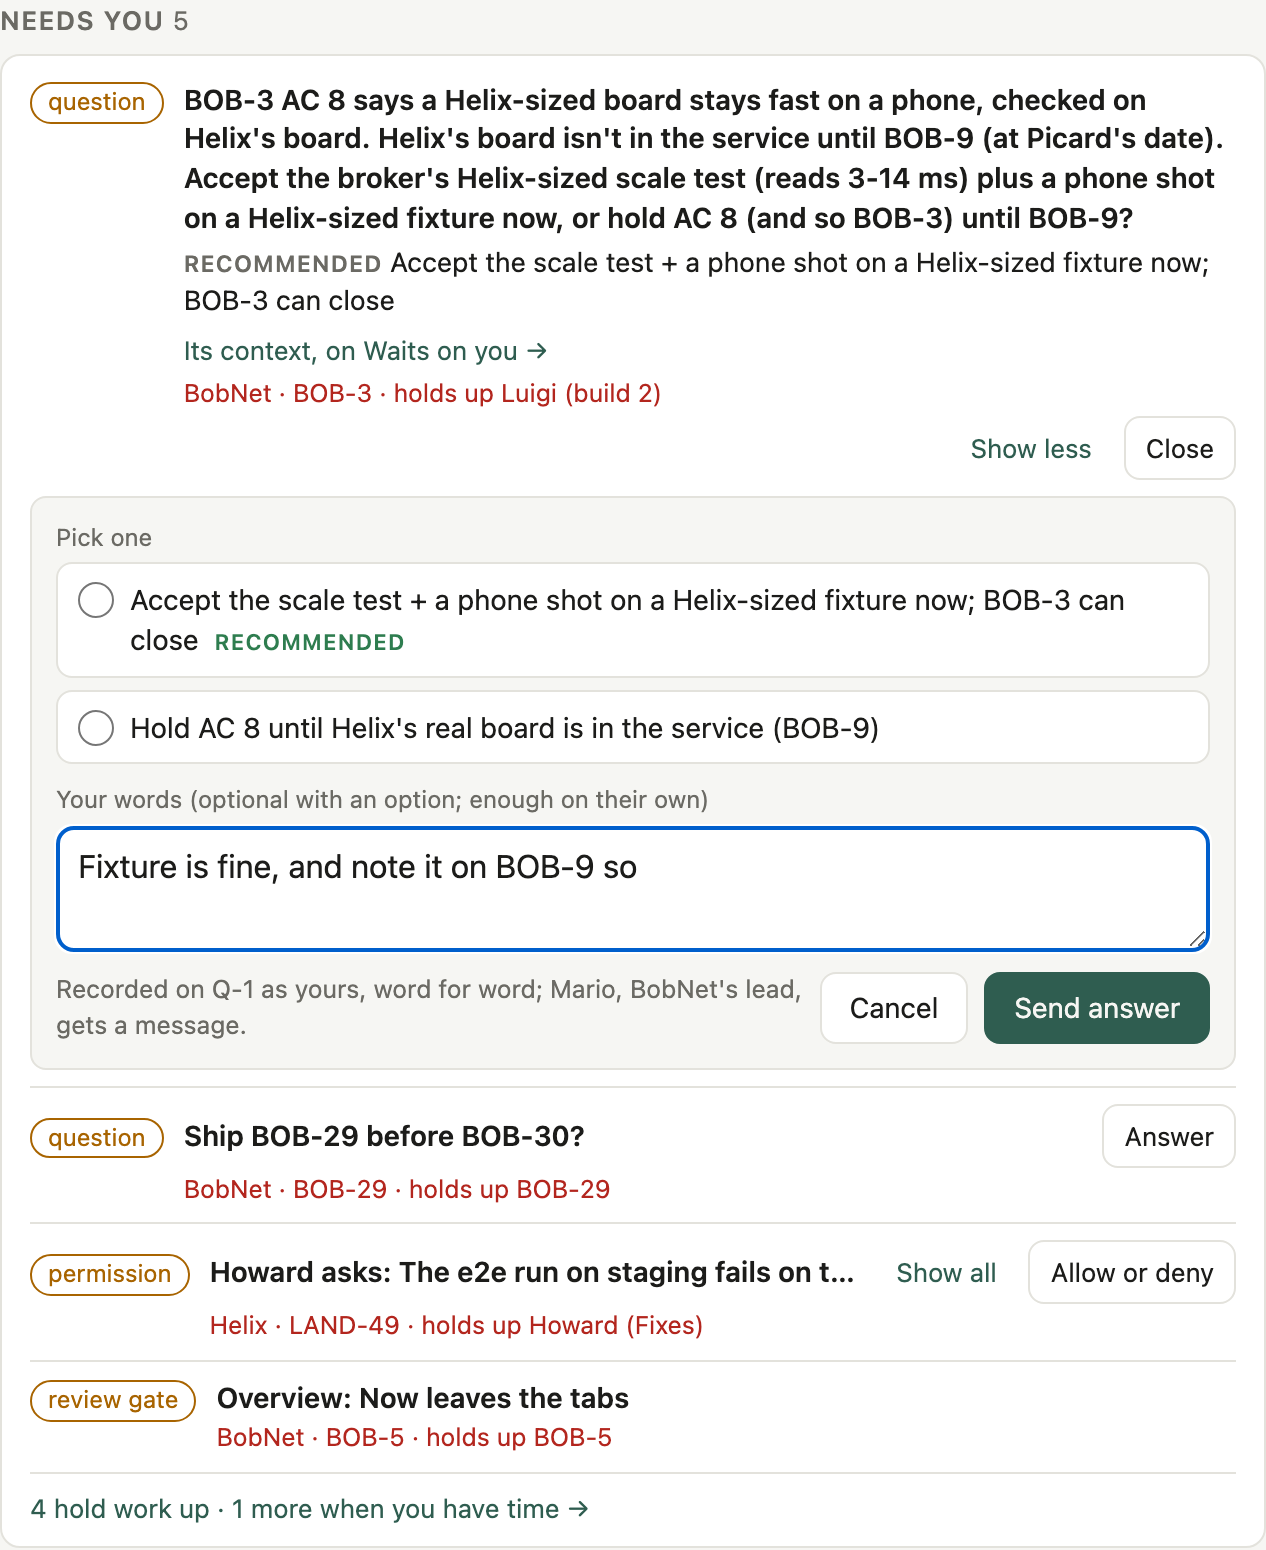 NEEDS YOU 5
question
BOB-3 AC 8 says a Helix-sized board stays fast on a phone, checked on
Helix's board. Helix's board isn't in the service until BOB-9 (at Picard's date).
Accept the broker's Helix-sized scale test (reads 3-14 ms) plus a phone shot
on a Helix-sized fixture now, or hold AC 8 (and so BOB-3) until BOB-9?
RECOMMENDED Accept the scale test + a phone shot on a Helix-sized fixture now;
BOB-3 can close
Its context, on Waits on you →
BobNet · BOB-3 · holds up Luigi (build 2)
Show less
Close
Pick one
Accept the scale test + a phone shot on a Helix-sized fixture now; BOB-3 can
close RECOMMENDED
Hold AC 8 until Helix's real board is in the service (BOB-9)
Your words (optional with an option; enough on their own)
Fixture is fine, and note it on BOB-9 so
Recorded on Q-1 as yours, word for word; Mario, BobNet's lead,
gets a message.
Cancel
Send answer
question
Ship BOB-29 before BOB-30?
Answer
BobNet · BOB-29 · holds up BOB-29
permission
Howard asks: The e2e run on staging fails on t...
Show all
Allow or deny
Helix · LAND-49 · holds up Howard (Fixes)
review gate
Overview: Now leaves the tabs
BobNet · BOB-5 · holds up BOB-5
4 hold work up · 1 more when you have time →